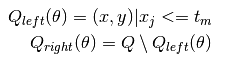 Q_{left}(θ) = (x, y)|x_j <= t_m
Q_{right}(θ) = Q \ Q_{left}(θ)